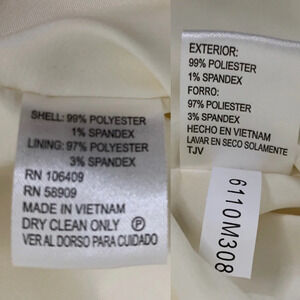 SHELL: 99% POLYESTER
1% SPANDEX
LINING: 97% POLYESTER
3% SPANDEX
RN 106409
RN 58909
MADE IN VIETNAM
DRY CLEAN ONLY Ⓟ
VER AL DORSO PARA CUIDADO
EXTERIOR:
99% POLIESTER
1% SPANDEX
FORRO:
97% POLIESTER
3% SPANDEX
HECHO EN VIETNAM
LAVAR EN SECO SOLAMENTE
TJV
6110M308